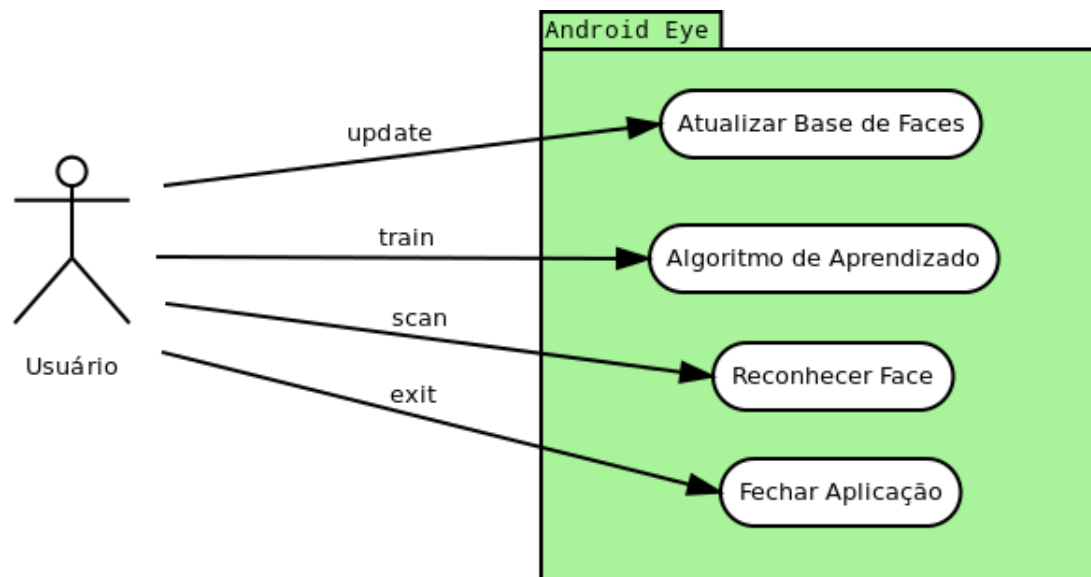 Android Eye
update
Atualizar Base de Faces
train
Algoritmo de Aprendizado
scan
Reconhecer Face
Usuário
exit
Fechar Aplicação